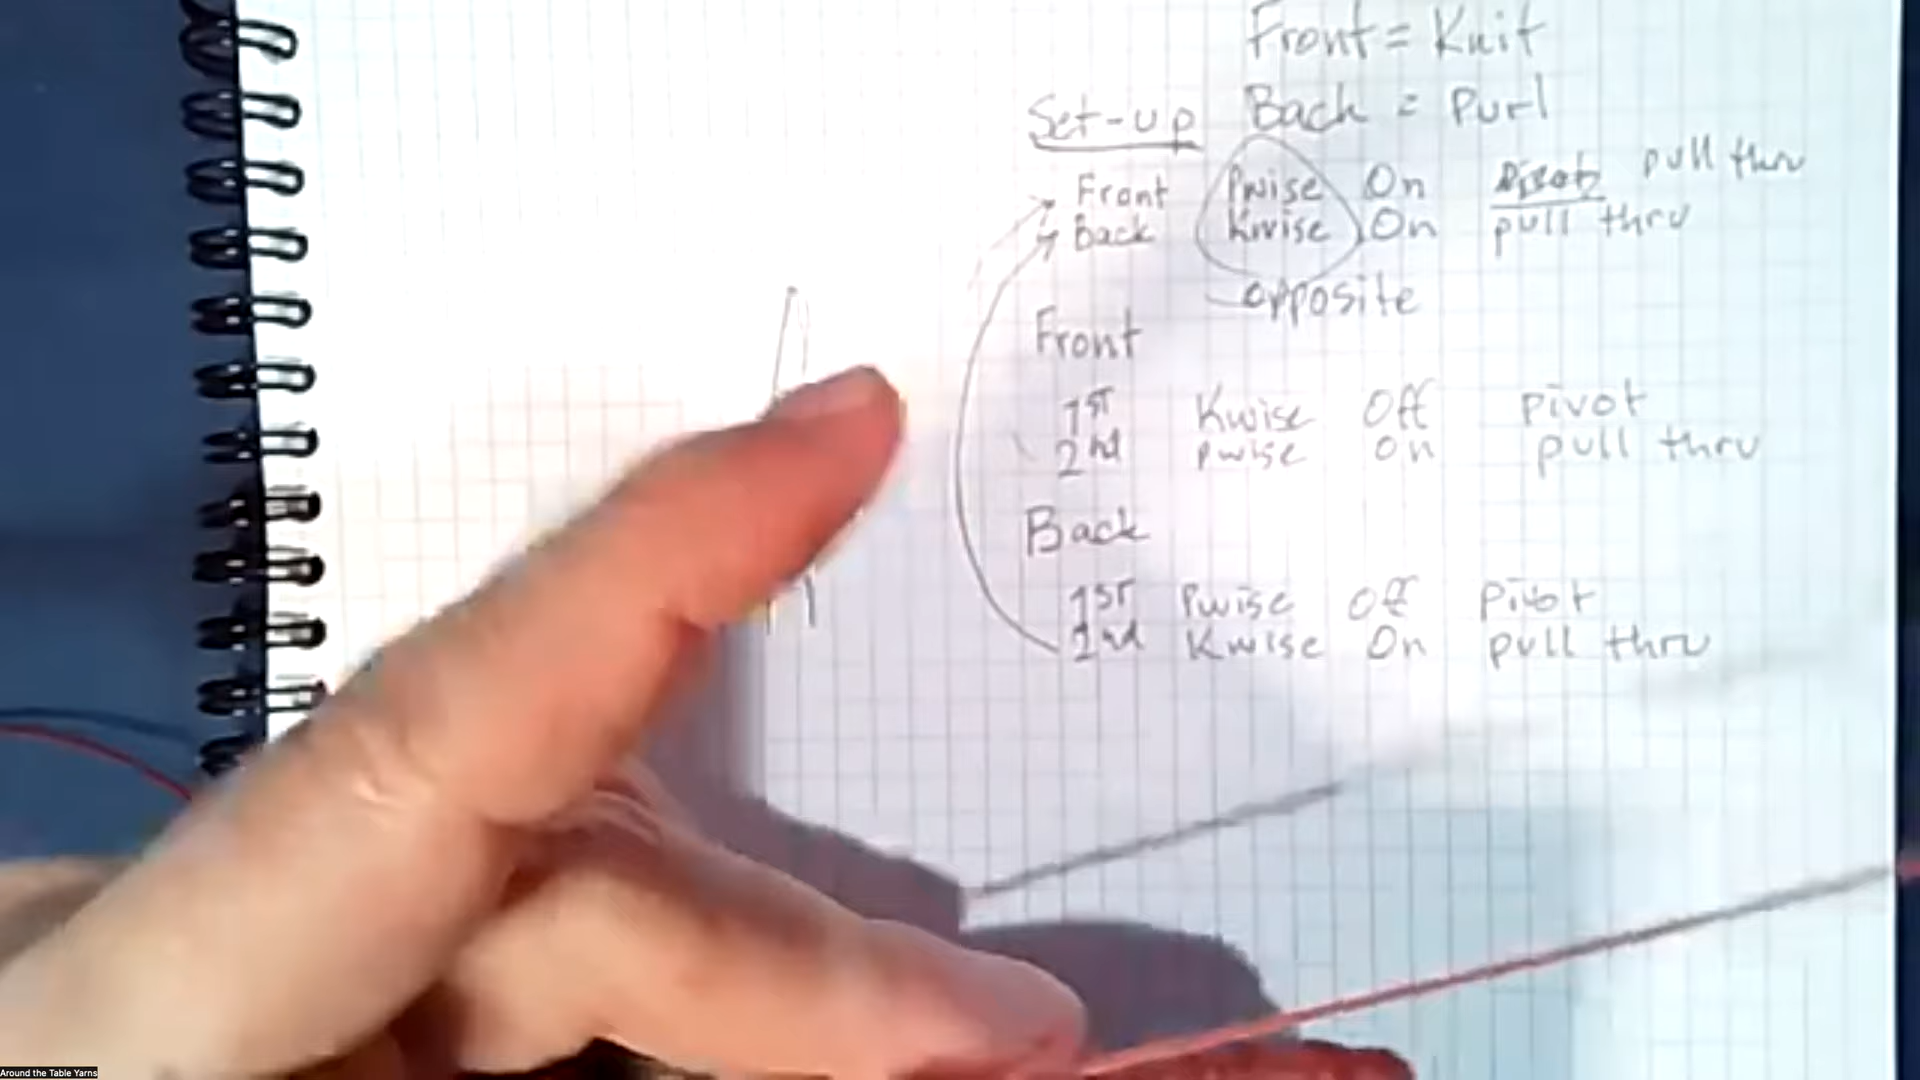 Front = Knit
Set-up Back = Purl
Front Pwise On pull thru
Back Kwise On pull thru
opposite
Front
1st Kwise Off pivot
2nd pwise on pull thru
Back
1st Pwise Off Pivot
2nd Kwise On pull thru
Around the Table Yarns